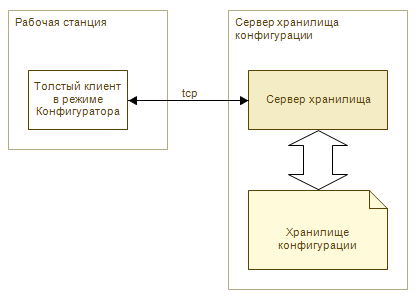 Рабочая станция
Толстый клиент
в режиме
Конфигуратора
tcp
Сервер хранилища
конфигурации
Сервер хранилища
Хранилище
конфигурации